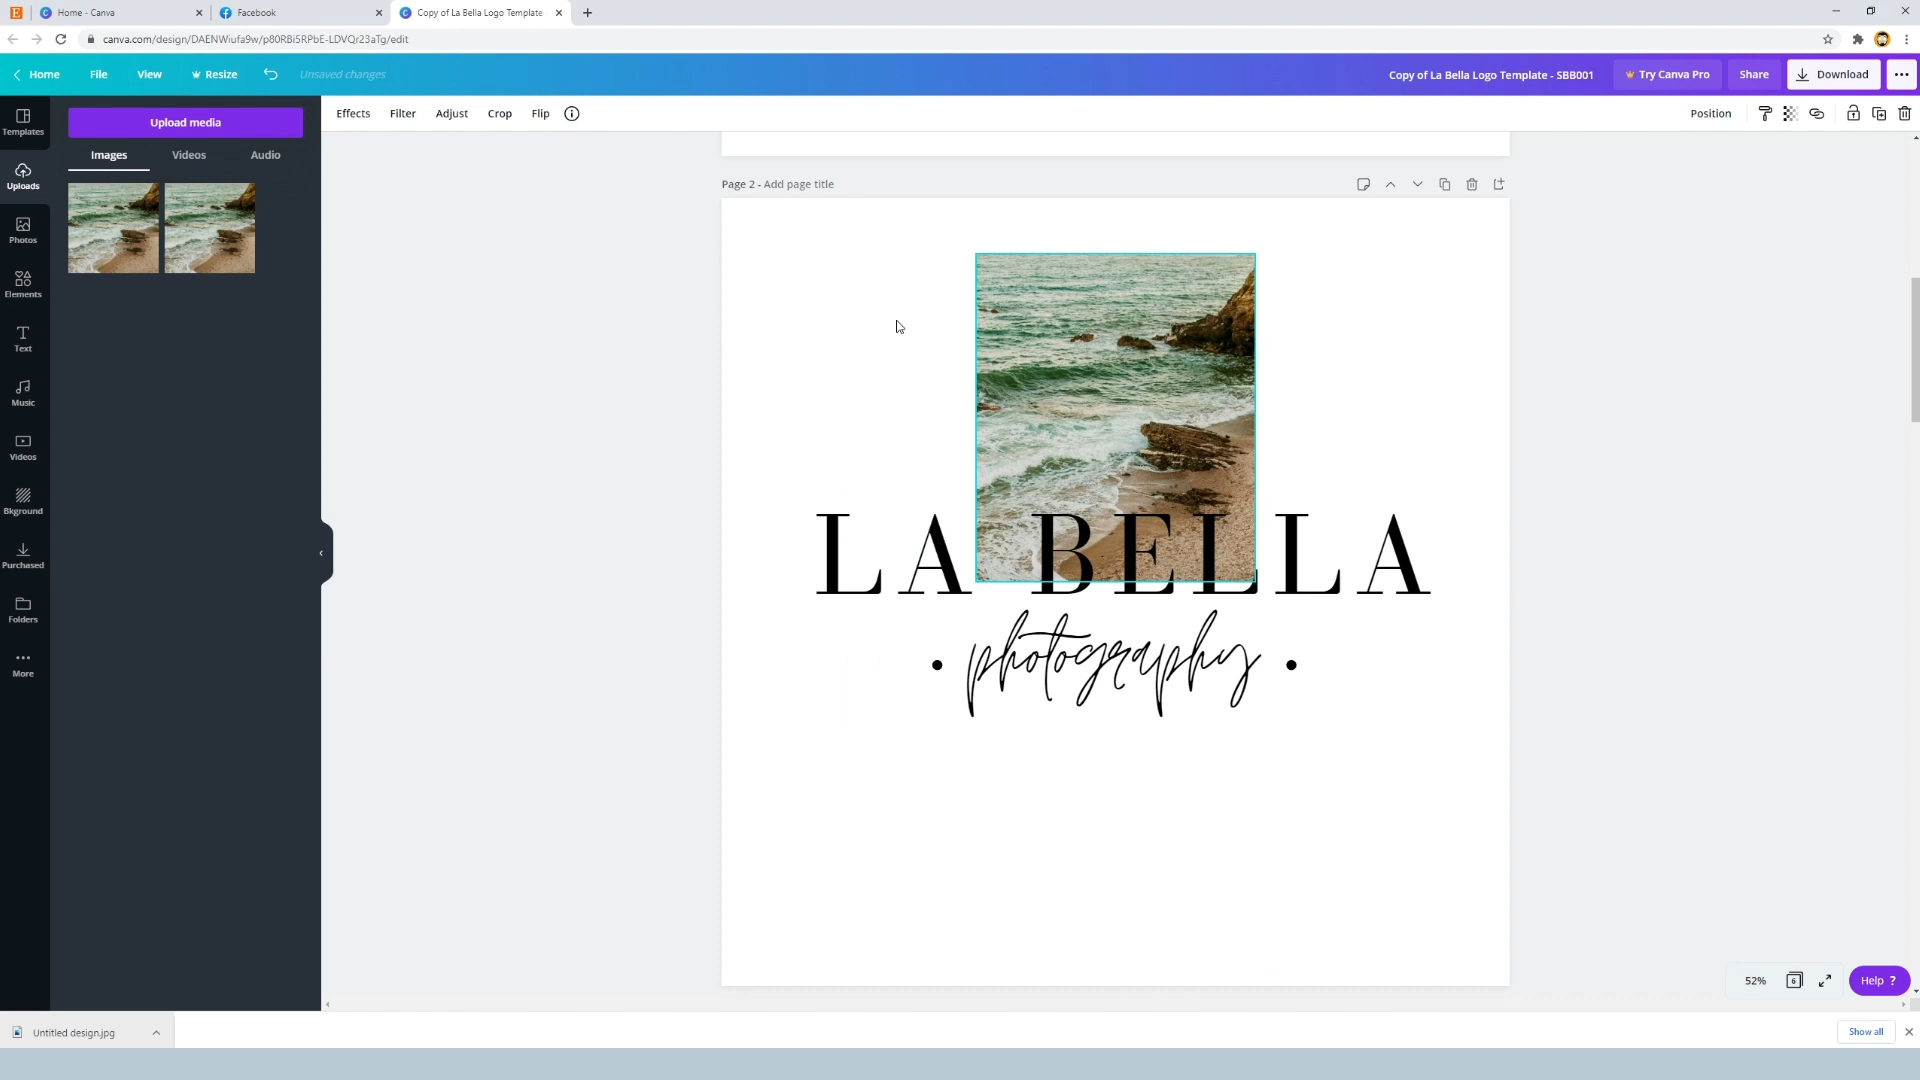 Home - Canva
Facebook
Copy of La Bella Logo Template
canva.com/design/DAENWiufa9w/p80RBi5RPbE-LDVQr23aTg/edit
Home
File
View
Resize
Unsaved changes
Copy of La Bella Logo Template - SBB001
Try Canva Pro
Share
Download
Templates
Uploads
Photos
Elements
Text
Music
Videos
Bkground
Purchased
Folders
More
Upload media
Images
Videos
Audio
Effects
Filter
Adjust
Crop
Flip
Position
Page 2 - Add page title
LA BELLA
• photography •
52%
6
Help ?
Untitled design.jpg
Show all